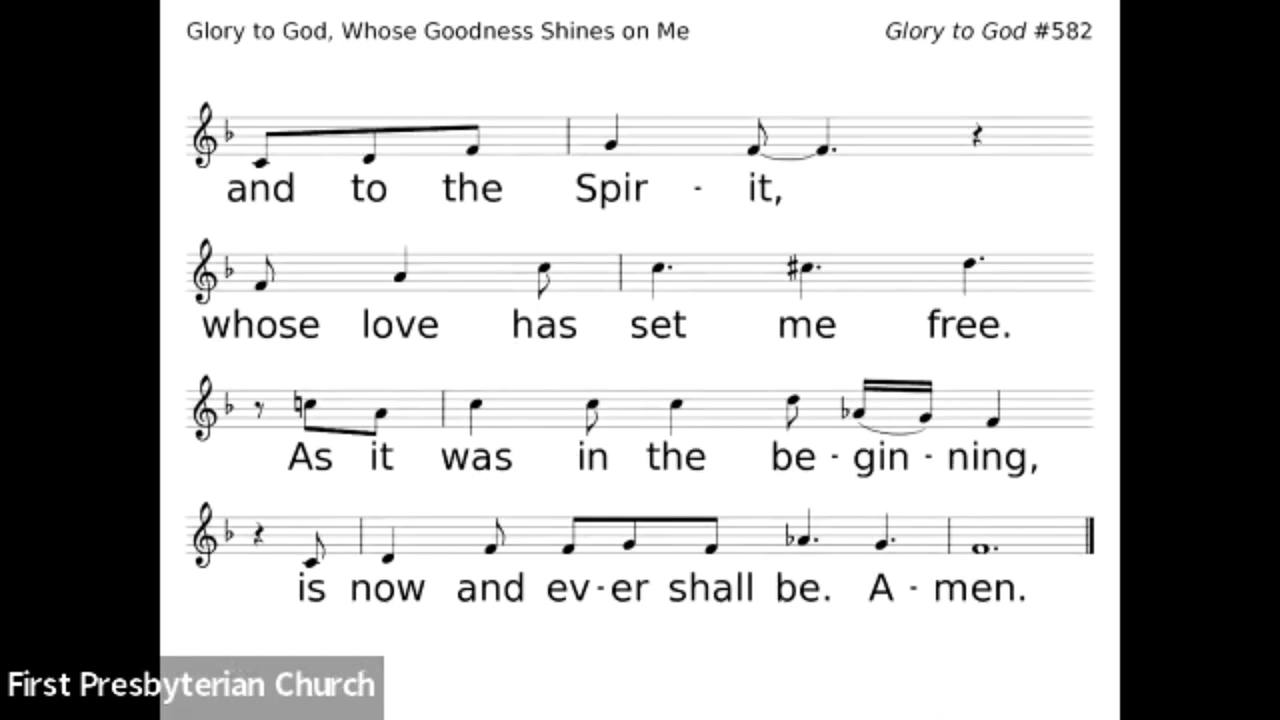 Glory to God, Whose Goodness Shines on Me
Glory to God #582
and to the Spir - it,
whose love has set me free.
As it was in the be - gin - ning,
is now and ev - er shall be. A - men.
First Presbyterian Church